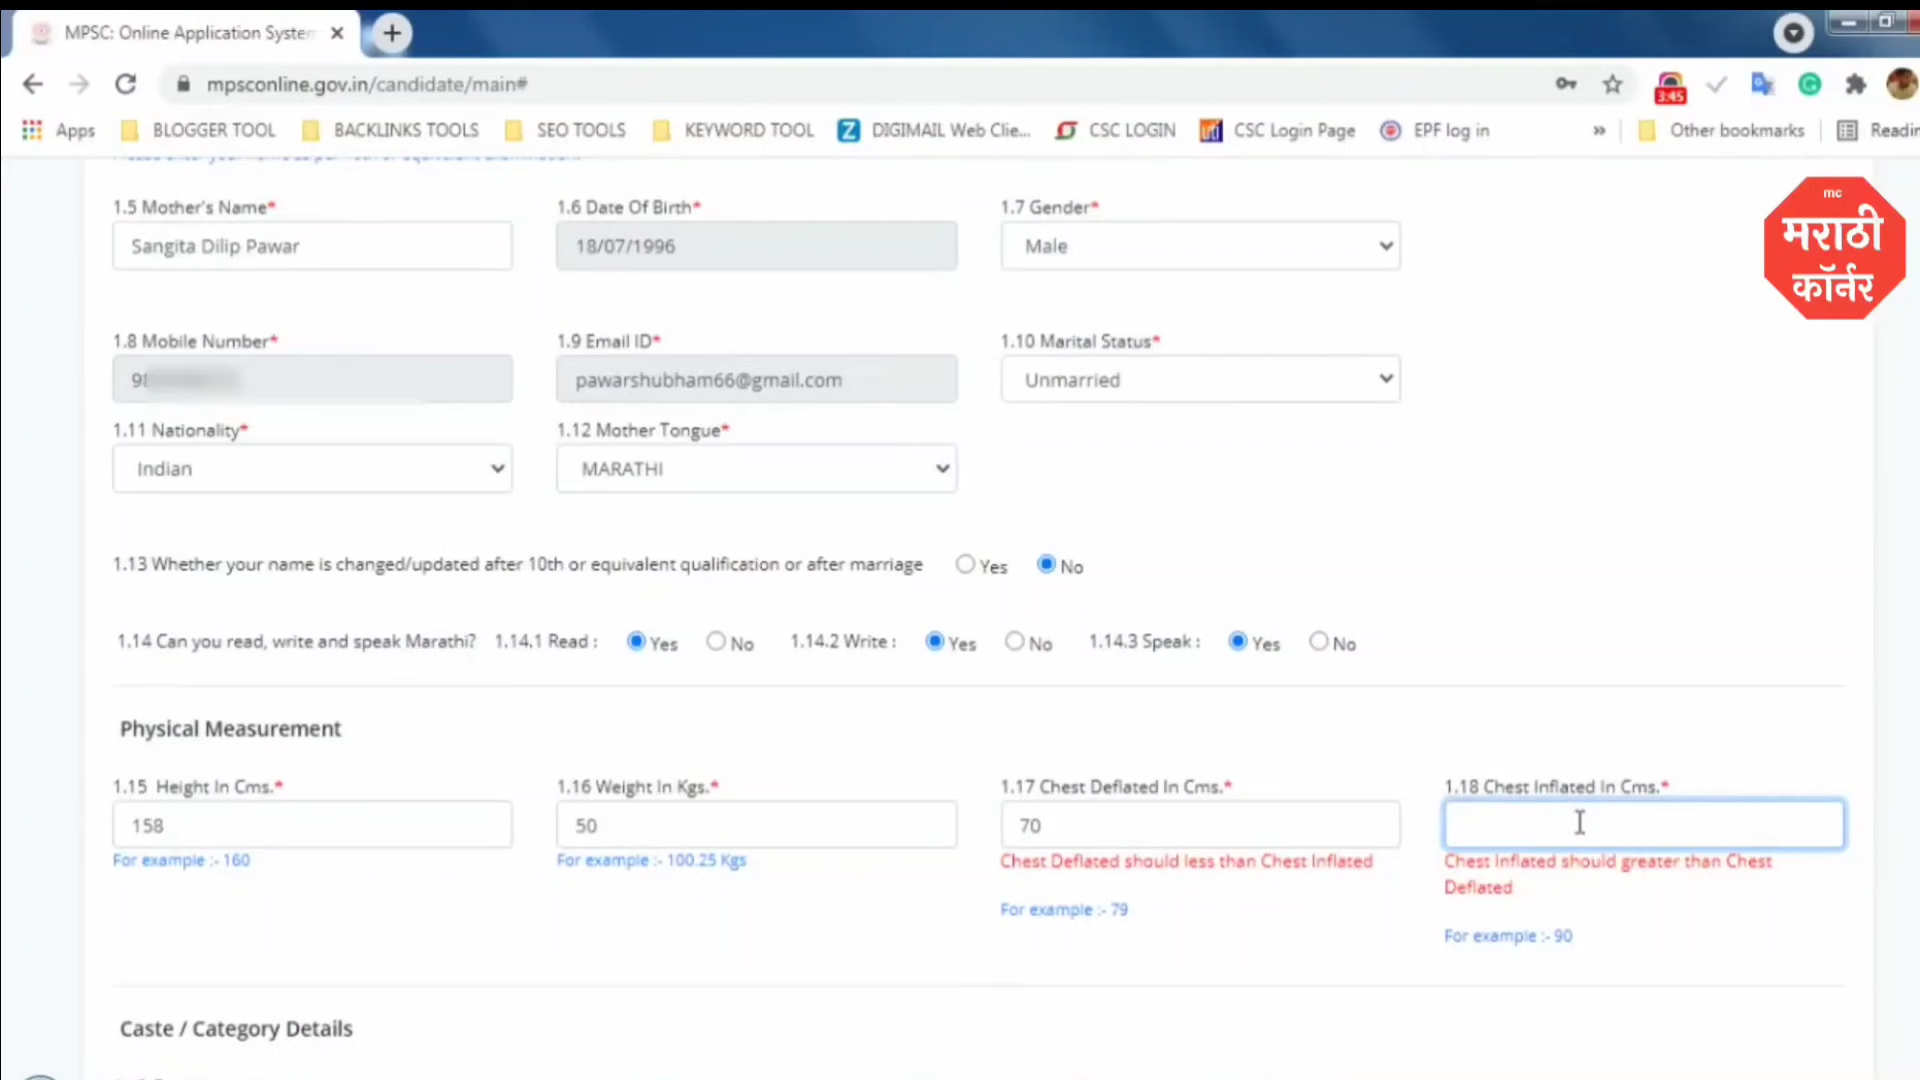 MPSC: Online Application System
mpsconline.gov.in/candidate/main#
3:45
Apps BLOGGER TOOL BACKLINKS TOOLS SEO TOOLS KEYWORD TOOL DIGIMAIL Web Clie... CSC LOGIN CSC Login Page EPF log in » Other bookmarks Readin
mc
मराठी
कॉर्नर
1.5 Mother's Name* 1.6 Date Of Birth* 1.7 Gender*
Sangita Dilip Pawar 18/07/1996 Male
1.8 Mobile Number* 1.9 Email ID* 1.10 Marital Status*
98 pawarshubham66@gmail.com Unmarried
1.11 Nationality* 1.12 Mother Tongue*
Indian MARATHI
1.13 Whether your name is changed/updated after 10th or equivalent qualification or after marriage Yes No
1.14 Can you read, write and speak Marathi? 1.14.1 Read : Yes No 1.14.2 Write : Yes No 1.14.3 Speak : Yes No
Physical Measurement
1.15 Height In Cms.* 1.16 Weight In Kgs.* 1.17 Chest Deflated In Cms.* 1.18 Chest Inflated In Cms.*
158 50 70
For example :- 160 For example :- 100.25 Kgs Chest Deflated should less than Chest Inflated Chest Inflated should greater than Chest
Deflated
For example :- 79
For example :- 90
Caste / Category Details